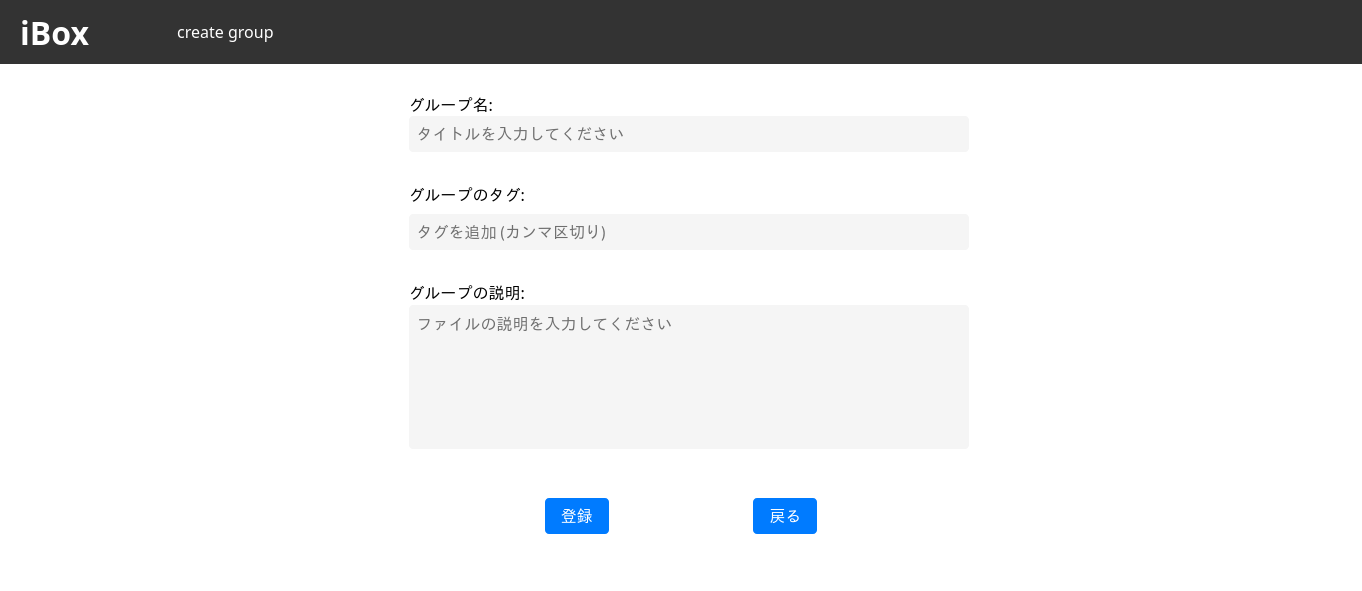 iBox
create group
グループ名:
タイトルを入力してください
グループのタグ:
タグを追加 (カンマ区切り)
グループの説明:
ファイルの説明を入力してください
登録
戻る